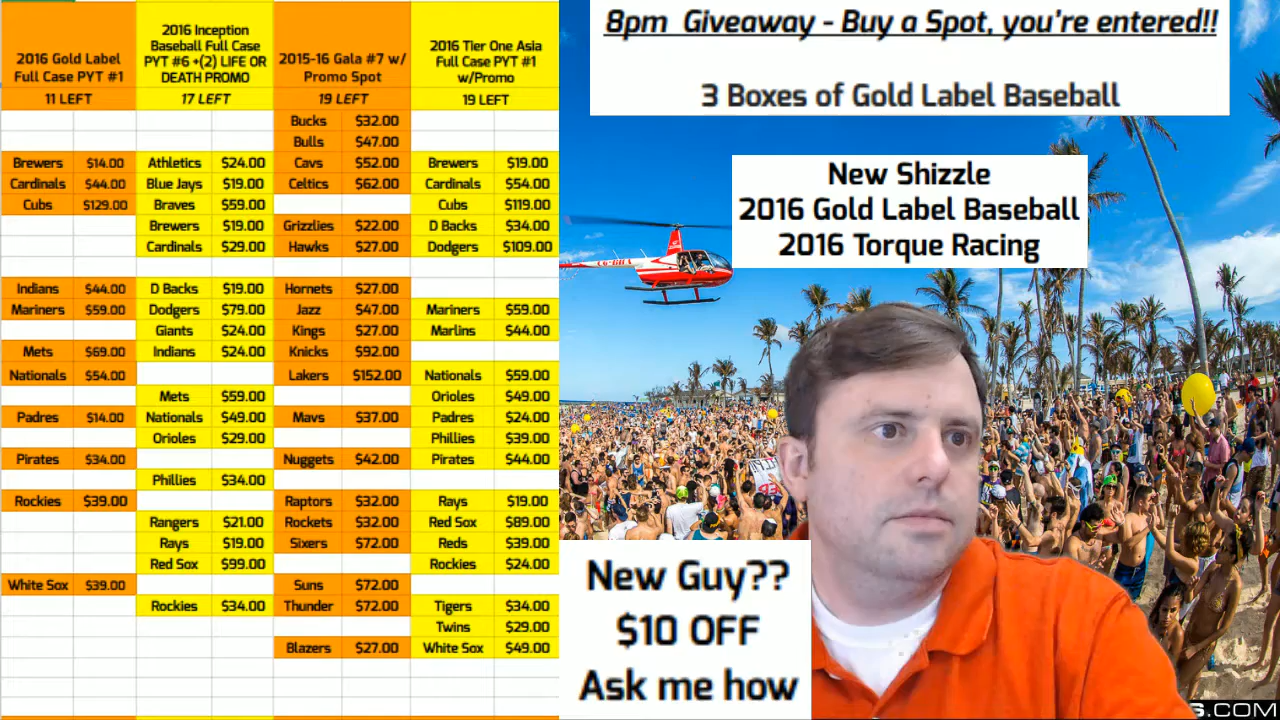 2016 Gold Label
Full Case PYT #1
11 LEFT
Brewers $14.00
Cardinals $44.00
Cubs $129.00
Indians $44.00
Mariners $59.00
Mets $69.00
Nationals $54.00
Padres $14.00
Pirates $34.00
Rockies $39.00
White Sox $39.00
2016 Inception
Baseball Full Case
PYT #6 +(2) LIFE OR
DEATH PROMO
17 LEFT
Athletics $24.00
Blue Jays $19.00
Braves $59.00
Brewers $19.00
Cardinals $29.00
D Backs $19.00
Dodgers $79.00
Giants $24.00
Indians $24.00
Mets $59.00
Nationals $49.00
Orioles $29.00
Phillies $34.00
Rangers $21.00
Rays $19.00
Red Sox $99.00
Rockies $34.00
2015-16 Gala #7 w/
Promo Spot
19 LEFT
Bucks $32.00
Bulls $47.00
Cavs $52.00
Celtics $62.00
Grizzlies $22.00
Hawks $27.00
Hornets $27.00
Jazz $47.00
Kings $27.00
Knicks $92.00
Lakers $152.00
Mavs $37.00
Nuggets $42.00
Raptors $32.00
Rockets $32.00
Sixers $72.00
Suns $72.00
Thunder $72.00
Blazers $27.00
2016 Tier One Asia
Full Case PYT #1
w/Promo
19 LEFT
Brewers $19.00
Cardinals $54.00
Cubs $119.00
D Backs $34.00
Dodgers $109.00
Mariners $59.00
Marlins $44.00
Nationals $59.00
Orioles $49.00
Padres $24.00
Phillies $39.00
Pirates $44.00
Rays $19.00
Red Sox $89.00
Reds $39.00
Rockies $24.00
Tigers $34.00
Twins $29.00
White Sox $49.00
8pm Giveaway - Buy a Spot, you're entered!!
3 Boxes of Gold Label Baseball
New Shizzle
2016 Gold Label Baseball
2016 Torque Racing
New Guy??
$10 OFF
Ask me how
.COM